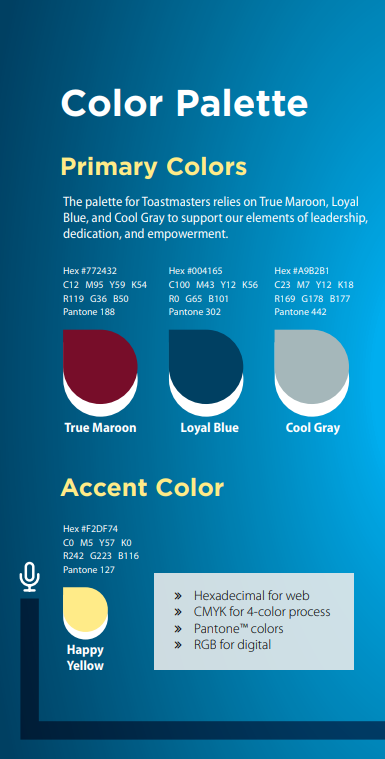 Color Palette
Primary Colors
The palette for Toastmasters relies on True Maroon, Loyal
Blue, and Cool Gray to support our elements of leadership,
dedication, and empowerment.
Hex #772432
C12 M95 Y59 K54
R119 G36 B50
Pantone 188
True Maroon
Hex #004165
C100 M43 Y12 K56
R0 G65 B101
Pantone 302
Loyal Blue
Hex #A9B2B1
C23 M7 Y12 K18
R169 G178 B177
Pantone 442
Cool Gray
Accent Color
Hex #F2DF74
C0 M5 Y57 K0
R242 G223 B116
Pantone 127
Happy
Yellow
» Hexadecimal for web
» CMYK for 4-color process
» Pantone™ colors
» RGB for digital